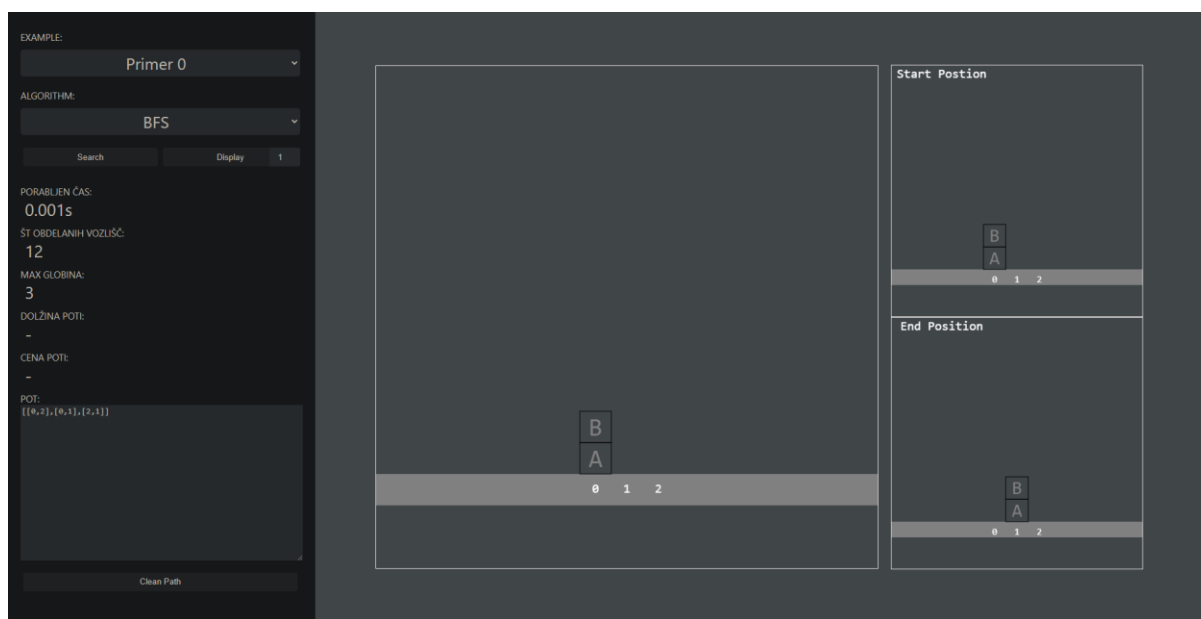 EXAMPLE:
Primer 0
ALGORITHM:
BFS
Search
Display 1
PORABLJEN ČAS:
0.001s
ŠT OBDELANIH VOZLIŠČ:
12
MAX GLOBINA:
3
DOLŽINA POTI:
-
CENA POTI:
-
POT:
[[0,2],[0,1],[2,1]]
Clean Path
B
A
0 1 2
Start Postion
B
A
0 1 2
End Position
B
A
0 1 2